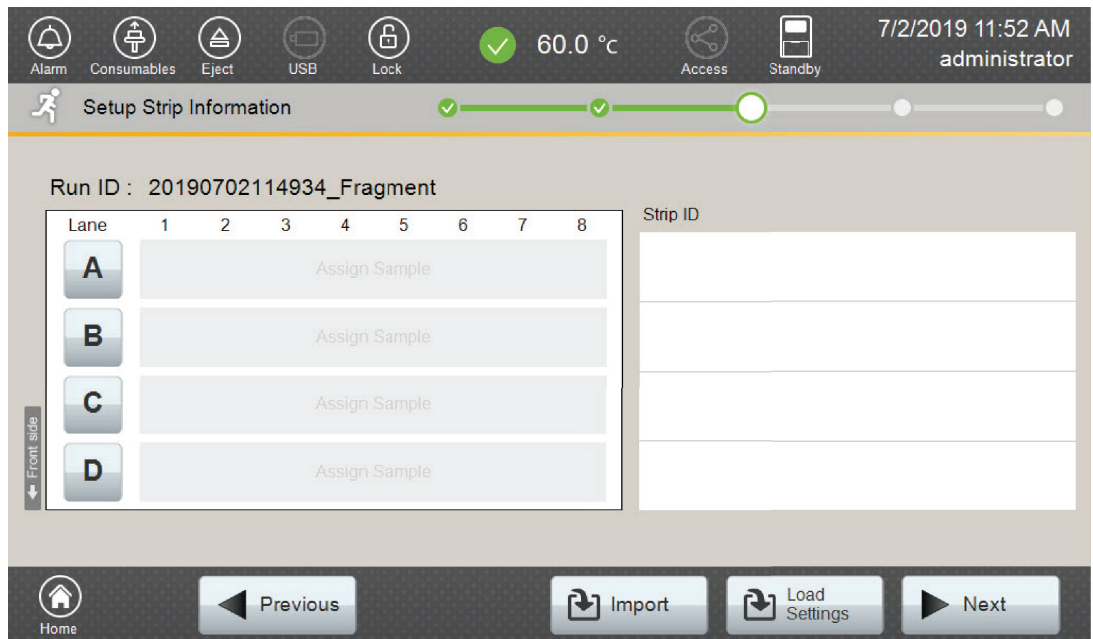 7/2/2019 11:52 AM
60.0 °c
administrator
Alarm Consumables Eject USB Lock Access Standby
Setup Strip Information
Run ID : 20190702114934_Fragment
Strip ID
Lane 1 2 3 4 5 6 7 8
A Assign Sample
B Assign Sample
C Assign Sample
D Assign Sample
Front side
Previous Import Load Settings Next
Home